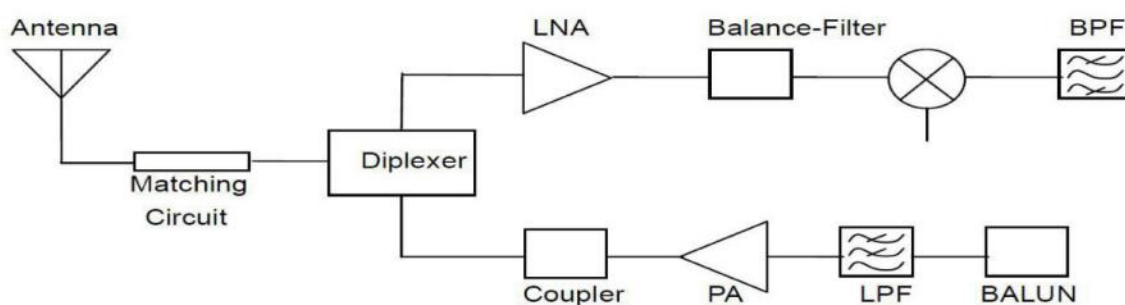 Antenna
LNA
Balance-Filter
BPF
Diplexer
Matching
Circuit
Coupler
PA
LPF
BALUN